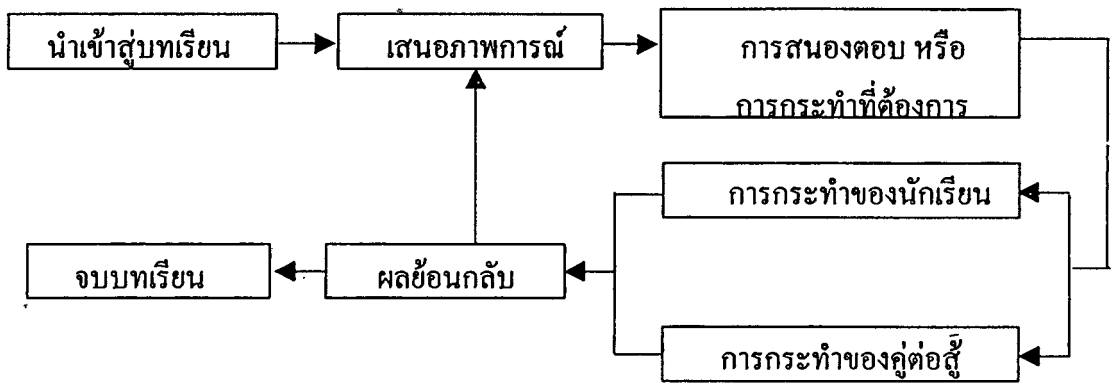 นำเข้าสู่บทเรียน
เสนอภาพการณ์
การสนองตอบ หรือ
การกระทำที่ต้องการ
การกระทำของนักเรียน
จบบทเรียน
ผลย้อนกลับ
การกระทำของคู่ต่อสู้